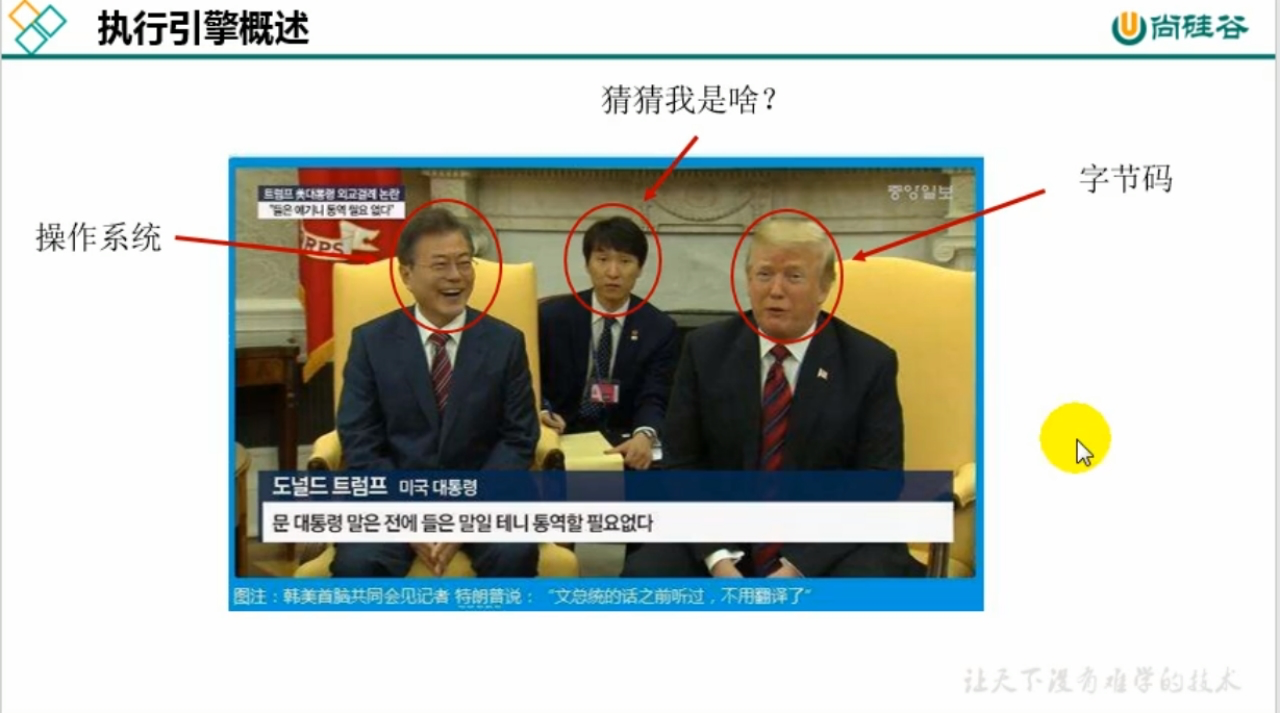 执行引擎概述
尚硅谷
猜猜我是啥?
字节码
操作系统
트럼프 美대통령 외교결례 논란
"들은 얘기니 통역 필요 없다"
중앙일보
RPS
도널드 트럼프 미국 대통령
문 대통령 말은 전에 들은 말일 테니 통역할 필요없다
图注：韩美首脑共同会见记者 特朗普说：“文总统的话之前听过，不用翻译了”
让天下没有难学的技术